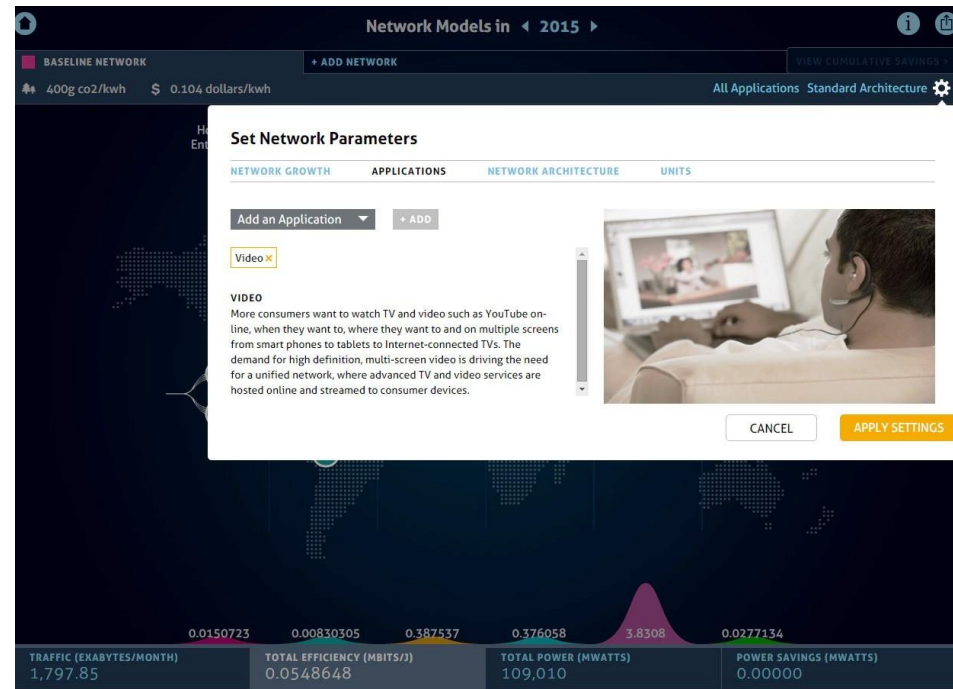 Network Models in 2015
i
BASELINE NETWORK
+ ADD NETWORK
VIEW CUMULATIVE SAVINGS »
400g co2/kwh
$ 0.104 dollars/kwh
All Applications Standard Architecture
Ho
Ent
Set Network Parameters
NETWORK GROWTH
APPLICATIONS
NETWORK ARCHITECTURE
UNITS
Add an Application
+ ADD
Video ×
VIDEO
More consumers want to watch TV and video such as YouTube on-
line, when they want to, where they want to and on multiple screens
from smart phones to tablets to Internet-connected TVs. The
demand for high definition, multi-screen video is driving the need
for a unified network, where advanced TV and video services are
hosted online and streamed to consumer devices.
CANCEL
APPLY SETTINGS
0.0150723
0.00830305
0.387537
0.376058
3.8308
0.0277134
TRAFFIC (EXABYTES/MONTH)
1,797.85
TOTAL EFFICIENCY (MBITS/J)
0.0548648
TOTAL POWER (MWATTS)
109,010
POWER SAVINGS (MWATTS)
0.00000